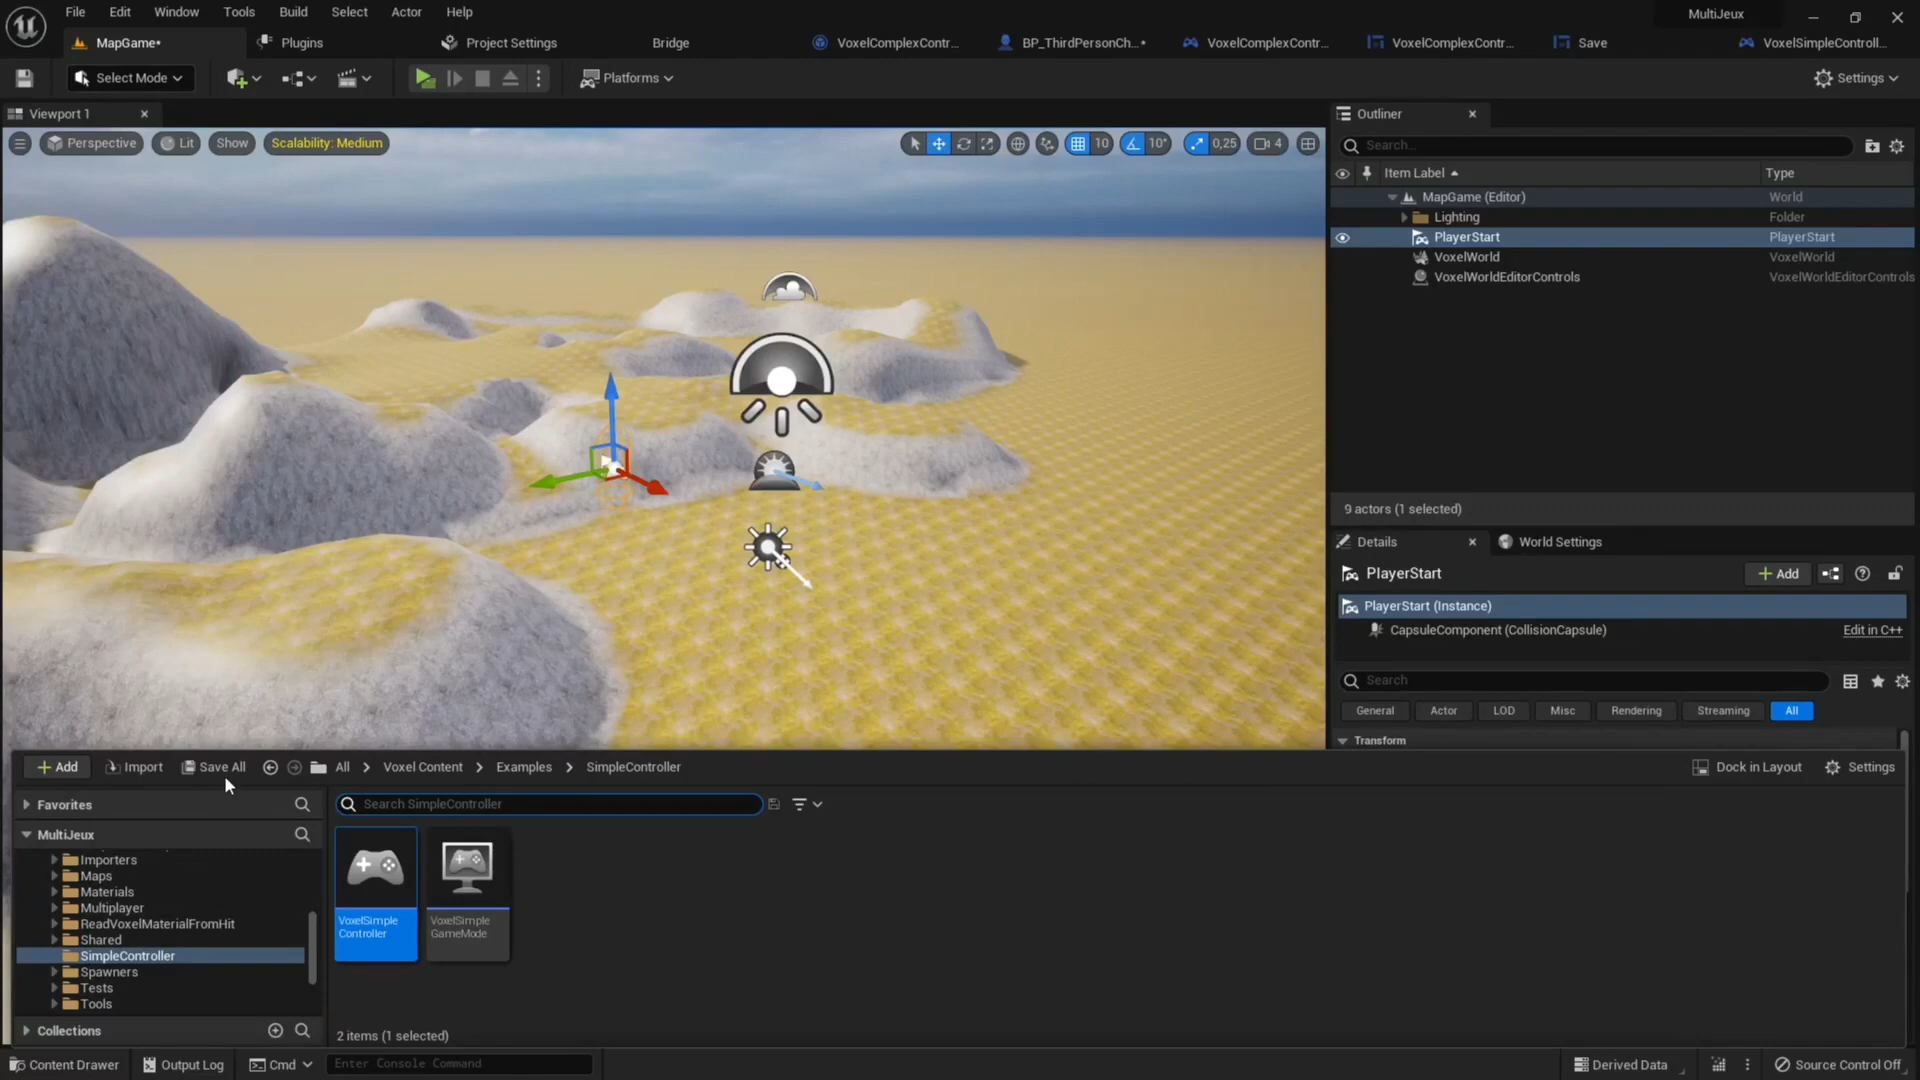 File Edit Window Tools Build Select Actor Help
MultiJeux
MapGame*
Plugins
Project Settings
Bridge
VoxelComplexContr...
BP_ThirdPersonCh...*
VoxelComplexContr...
VoxelComplexContr...
Save
VoxelSimpleControll...
Select Mode
Platforms
Settings
Viewport 1
Perspective
Lit
Show
Scalability: Medium
10
10°
0,25
4
Outliner
Search...
Item Label
Type
MapGame (Editor)
World
Lighting
Folder
PlayerStart
PlayerStart
VoxelWorld
VoxelWorld
VoxelWorldEditorControls
VoxelWorldEditorControls
9 actors (1 selected)
Details
World Settings
PlayerStart
Add
PlayerStart (Instance)
CapsuleComponent (CollisionCapsule)
Edit in C++
Search
General
Actor
LOD
Misc
Rendering
Streaming
All
Transform
Add
Import
Save All
All
Voxel Content
Examples
SimpleController
Dock in Layout
Settings
Favorites
Search SimpleController
MultiJeux
Importers
Maps
Materials
Multiplayer
ReadVoxelMaterialFromHit
Shared
SimpleController
Spawners
Tests
Tools
VoxelSimple
Controller
VoxelSimple
GameMode
Collections
2 items (1 selected)
Content Drawer
Output Log
Cmd
Enter Console Command
Derived Data
Source Control Off